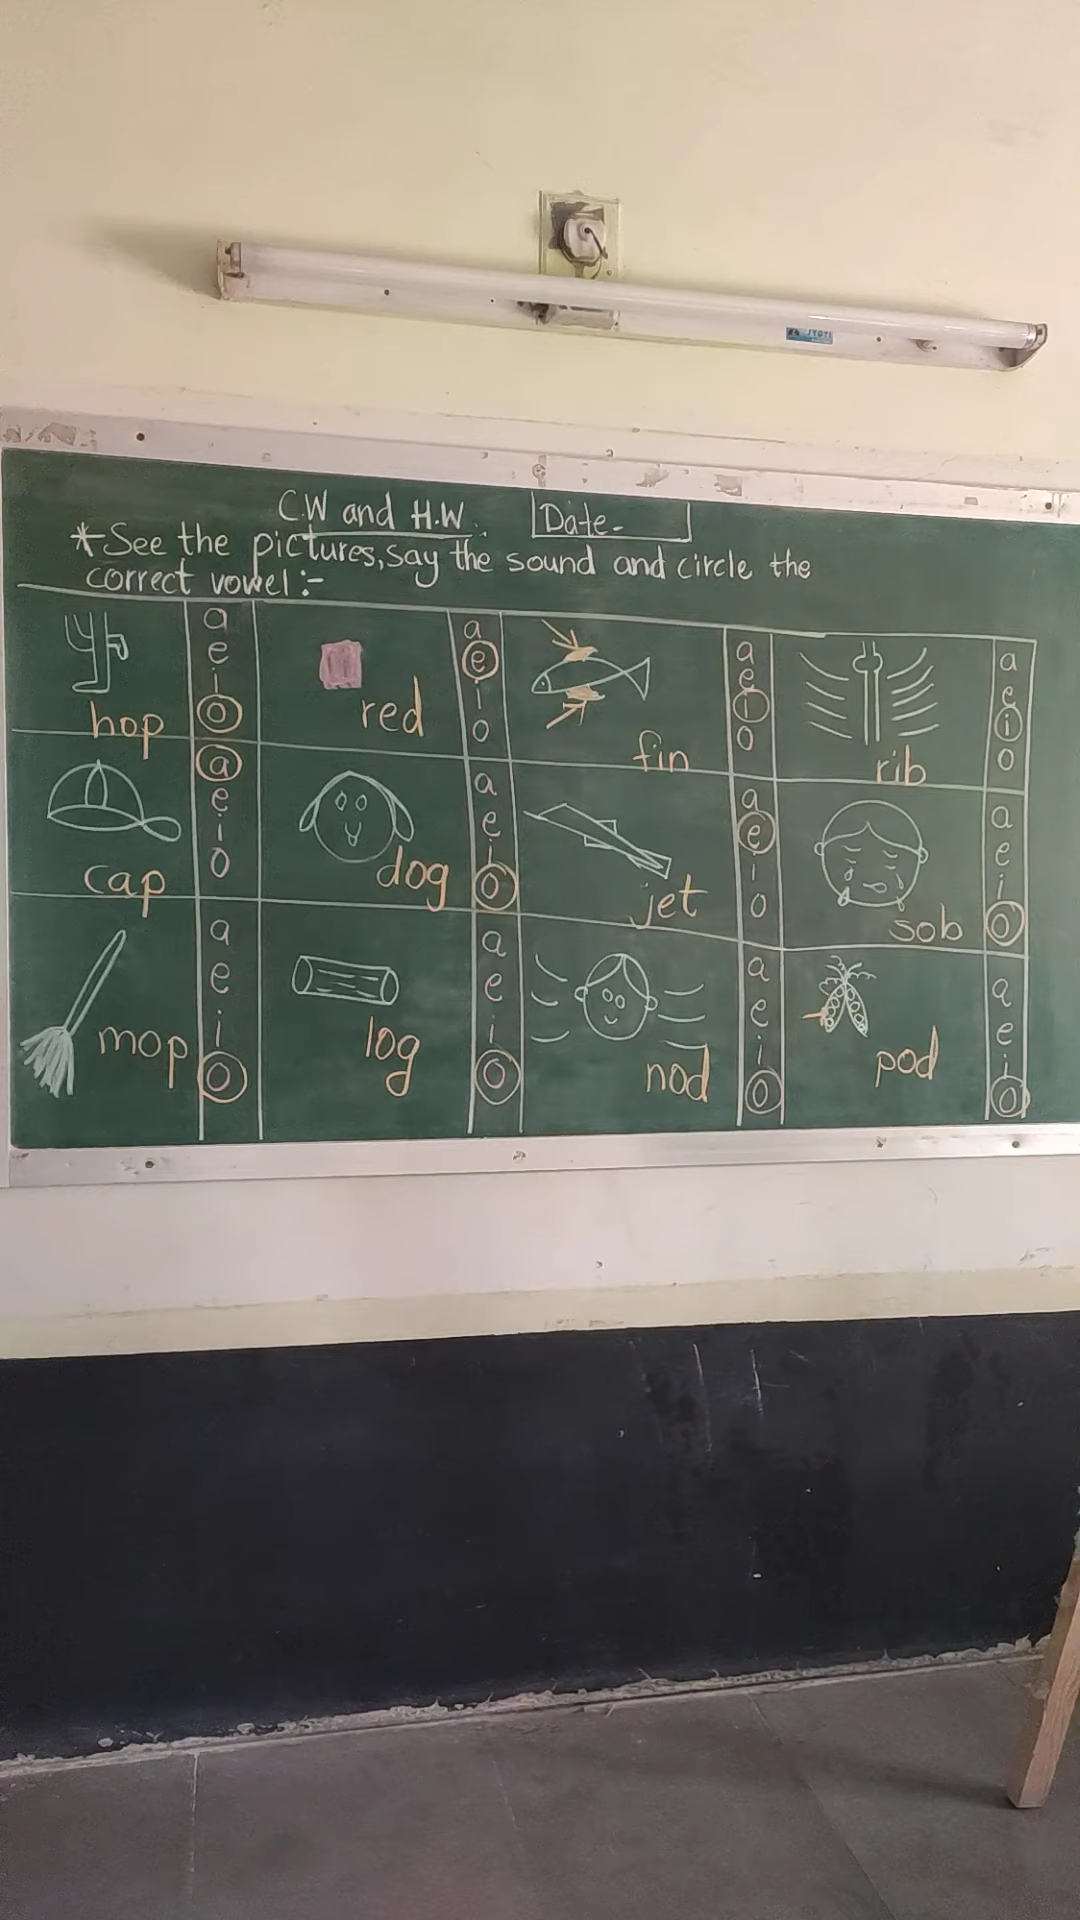 JYOTI
C.W and H.W. Date-
*See the pictures, say the sound and circle the
correct vowel :-
hop
a
e
i
o
red
a
e
i
o
fin
a
e
i
o
rib
a
e
i
o
cap
a
e
i
o
dog
a
e
i
o
jet
a
e
i
o
sob
a
e
i
o
mop
a
e
i
o
log
a
e
i
o
nod
a
e
i
o
pod
a
e
i
o